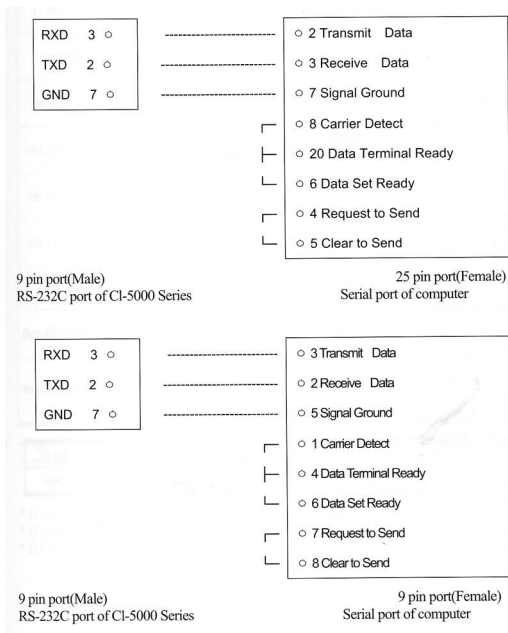 RXD 3 2 Transmit Data
TXD 2 3 Receive Data
GND 7 7 Signal Ground
8 Carrier Detect
20 Data Terminal Ready
6 Data Set Ready
4 Request to Send
5 Clear to Send
9 pin port(Male) 25 pin port(Female)
RS-232C port of CI-5000 Series Serial port of computer
RXD 3 3 Transmit Data
TXD 2 2 Receive Data
GND 7 5 Signal Ground
1 Carrier Detect
4 Data Terminal Ready
6 Data Set Ready
7 Request to Send
8 Clear to Send
9 pin port(Male) 9 pin port(Female)
RS-232C port of CI-5000 Series Serial port of computer